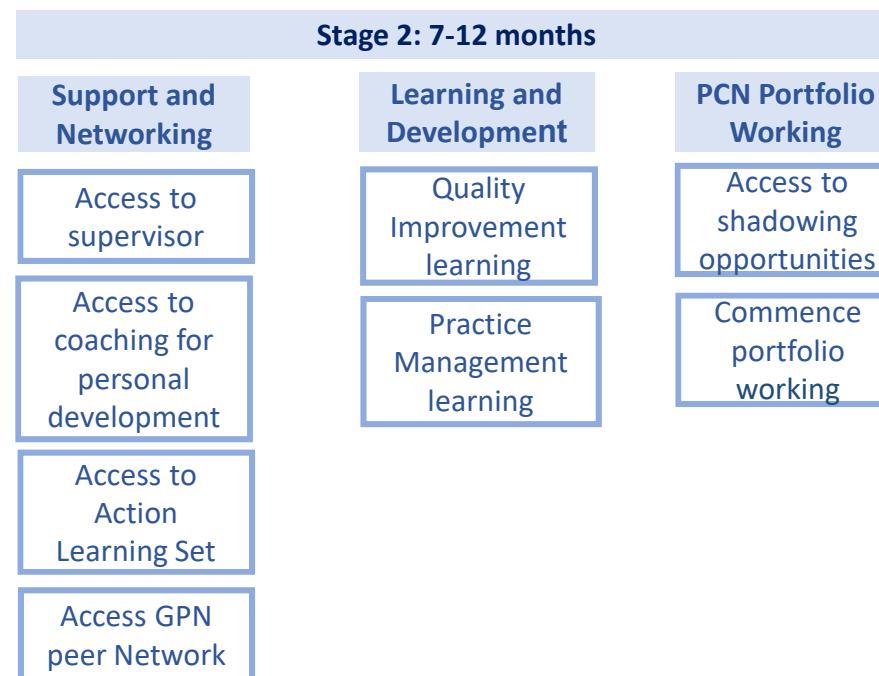 Stage 2: 7-12 months
Support and
Networking
Access to
supervisor
Access to
coaching for
personal
development
Access to
Action
Learning Set
Access GPN
peer Network
Learning and
Development
Quality
Improvement
learning
Practice
Management
learning
PCN Portfolio
Working
Access to
shadowing
opportunities
Commence
portfolio
working